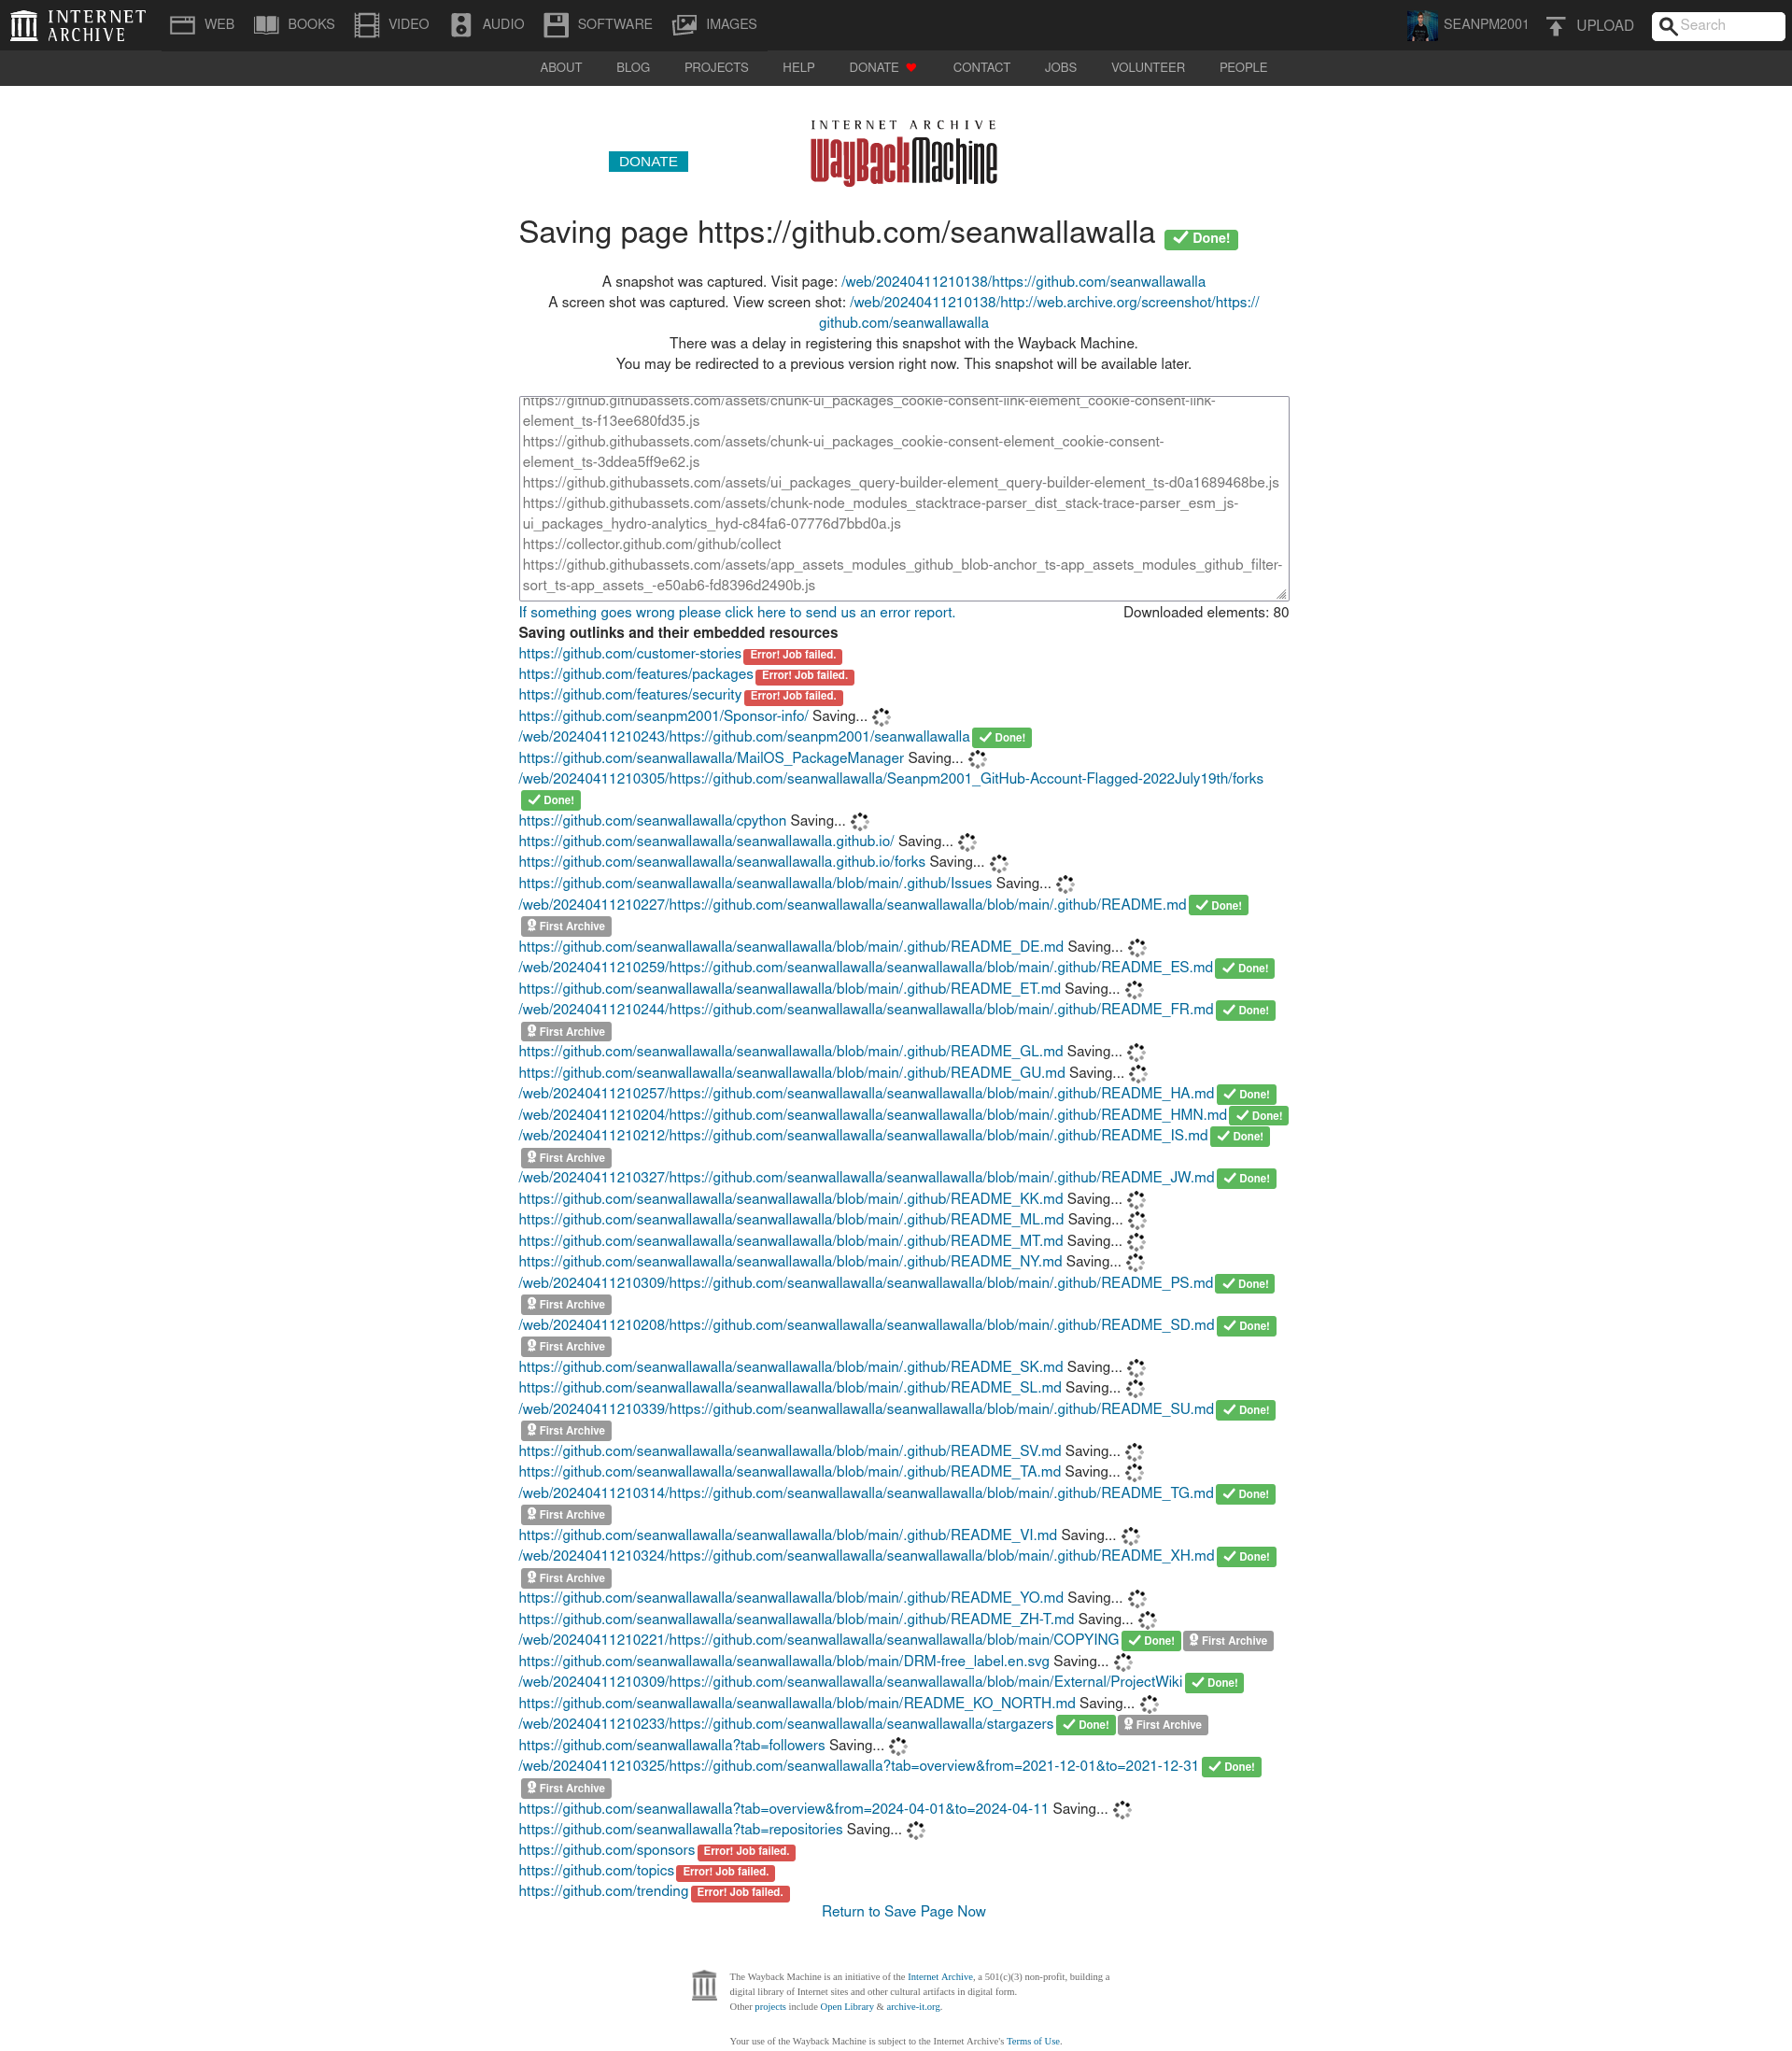 INTERNET ARCHIVE
WEB BOOKS VIDEO AUDIO SOFTWARE IMAGES SEANPM2001 UPLOAD Search
ABOUT BLOG PROJECTS HELP DONATE CONTACT JOBS VOLUNTEER PEOPLE
INTERNET ARCHIVE
DONATE WayBackMachine
Saving page https://github.com/seanwallawalla Done!
A snapshot was captured. Visit page: /web/20240411210138/https://github.com/seanwallawalla
A screen shot was captured. View screen shot: /web/20240411210138/http://web.archive.org/screenshot/https://
github.com/seanwallawalla
There was a delay in registering this snapshot with the Wayback Machine.
You may be redirected to a previous version right now. This snapshot will be available later.
https://github.githubassets.com/assets/chunk-ui_packages_cookie-consent-link-element_cookie-consent-link-
element_ts-f13ee680fd35.js
https://github.githubassets.com/assets/chunk-ui_packages_cookie-consent-element_cookie-consent-
element_ts-3ddea5ff9e62.js
https://github.githubassets.com/assets/ui_packages_query-builder-element_query-builder-element_ts-d0a1689468be.js
https://github.githubassets.com/assets/chunk-node_modules_stacktrace-parser_dist_stack-trace-parser_esm_js-
ui_packages_hydro-analytics_hyd-c84fa6-07776d7bbd0a.js
https://collector.github.com/github/collect
https://github.githubassets.com/assets/app_assets_modules_github_blob-anchor_ts-app_assets_modules_github_filter-
sort_ts-app_assets_-e50ab6-fd8396d2490b.js
If something goes wrong please click here to send us an error report. Downloaded elements: 80
Saving outlinks and their embedded resources
https://github.com/customer-stories Error! Job failed.
https://github.com/features/packages Error! Job failed.
https://github.com/features/security Error! Job failed.
https://github.com/seanpm2001/Sponsor-info/ Saving...
/web/20240411210243/https://github.com/seanpm2001/seanwallawalla Done!
https://github.com/seanwallawalla/MailOS_PackageManager Saving...
/web/20240411210305/https://github.com/seanwallawalla/Seanpm2001_GitHub-Account-Flagged-2022July19th/forks
Done!
https://github.com/seanwallawalla/cpython Saving...
https://github.com/seanwallawalla/seanwallawalla.github.io/ Saving...
https://github.com/seanwallawalla/seanwallawalla.github.io/forks Saving...
https://github.com/seanwallawalla/seanwallawalla/blob/main/.github/Issues Saving...
/web/20240411210227/https://github.com/seanwallawalla/seanwallawalla/blob/main/.github/README.md Done!
First Archive
https://github.com/seanwallawalla/seanwallawalla/blob/main/.github/README_DE.md Saving...
/web/20240411210259/https://github.com/seanwallawalla/seanwallawalla/blob/main/.github/README_ES.md Done!
https://github.com/seanwallawalla/seanwallawalla/blob/main/.github/README_ET.md Saving...
/web/20240411210244/https://github.com/seanwallawalla/seanwallawalla/blob/main/.github/README_FR.md Done!
First Archive
https://github.com/seanwallawalla/seanwallawalla/blob/main/.github/README_GL.md Saving...
https://github.com/seanwallawalla/seanwallawalla/blob/main/.github/README_GU.md Saving...
/web/20240411210257/https://github.com/seanwallawalla/seanwallawalla/blob/main/.github/README_HA.md Done!
/web/20240411210204/https://github.com/seanwallawalla/seanwallawalla/blob/main/.github/README_HMN.md Done!
/web/20240411210212/https://github.com/seanwallawalla/seanwallawalla/blob/main/.github/README_IS.md Done!
First Archive
/web/20240411210327/https://github.com/seanwallawalla/seanwallawalla/blob/main/.github/README_JW.md Done!
https://github.com/seanwallawalla/seanwallawalla/blob/main/.github/README_KK.md Saving...
https://github.com/seanwallawalla/seanwallawalla/blob/main/.github/README_ML.md Saving...
https://github.com/seanwallawalla/seanwallawalla/blob/main/.github/README_MT.md Saving...
https://github.com/seanwallawalla/seanwallawalla/blob/main/.github/README_NY.md Saving...
/web/20240411210309/https://github.com/seanwallawalla/seanwallawalla/blob/main/.github/README_PS.md Done!
First Archive
/web/20240411210208/https://github.com/seanwallawalla/seanwallawalla/blob/main/.github/README_SD.md Done!
First Archive
https://github.com/seanwallawalla/seanwallawalla/blob/main/.github/README_SK.md Saving...
https://github.com/seanwallawalla/seanwallawalla/blob/main/.github/README_SL.md Saving...
/web/20240411210339/https://github.com/seanwallawalla/seanwallawalla/blob/main/.github/README_SU.md Done!
First Archive
https://github.com/seanwallawalla/seanwallawalla/blob/main/.github/README_SV.md Saving...
https://github.com/seanwallawalla/seanwallawalla/blob/main/.github/README_TA.md Saving...
/web/20240411210314/https://github.com/seanwallawalla/seanwallawalla/blob/main/.github/README_TG.md Done!
First Archive
https://github.com/seanwallawalla/seanwallawalla/blob/main/.github/README_VI.md Saving...
/web/20240411210324/https://github.com/seanwallawalla/seanwallawalla/blob/main/.github/README_XH.md Done!
First Archive
https://github.com/seanwallawalla/seanwallawalla/blob/main/.github/README_YO.md Saving...
https://github.com/seanwallawalla/seanwallawalla/blob/main/.github/README_ZH-T.md Saving...
/web/20240411210221/https://github.com/seanwallawalla/seanwallawalla/blob/main/COPYING Done! First Archive
https://github.com/seanwallawalla/seanwallawalla/blob/main/DRM-free_label.en.svg Saving...
/web/20240411210309/https://github.com/seanwallawalla/seanwallawalla/blob/main/External/ProjectWiki Done!
https://github.com/seanwallawalla/seanwallawalla/blob/main/README_KO_NORTH.md Saving...
/web/20240411210233/https://github.com/seanwallawalla/seanwallawalla/stargazers Done! First Archive
https://github.com/seanwallawalla?tab=followers Saving...
/web/20240411210325/https://github.com/seanwallawalla?tab=overview&from=2021-12-01&to=2021-12-31 Done!
First Archive
https://github.com/seanwallawalla?tab=overview&from=2024-04-01&to=2024-04-11 Saving...
https://github.com/seanwallawalla?tab=repositories Saving...
https://github.com/sponsors Error! Job failed.
https://github.com/topics Error! Job failed.
https://github.com/trending Error! Job failed.
Return to Save Page Now
The Wayback Machine is an initiative of the Internet Archive, a 501(c)(3) non-profit, building a
digital library of Internet sites and other cultural artifacts in digital form.
Other projects include Open Library & archive-it.org.
Your use of the Wayback Machine is subject to the Internet Archive's Terms of Use.